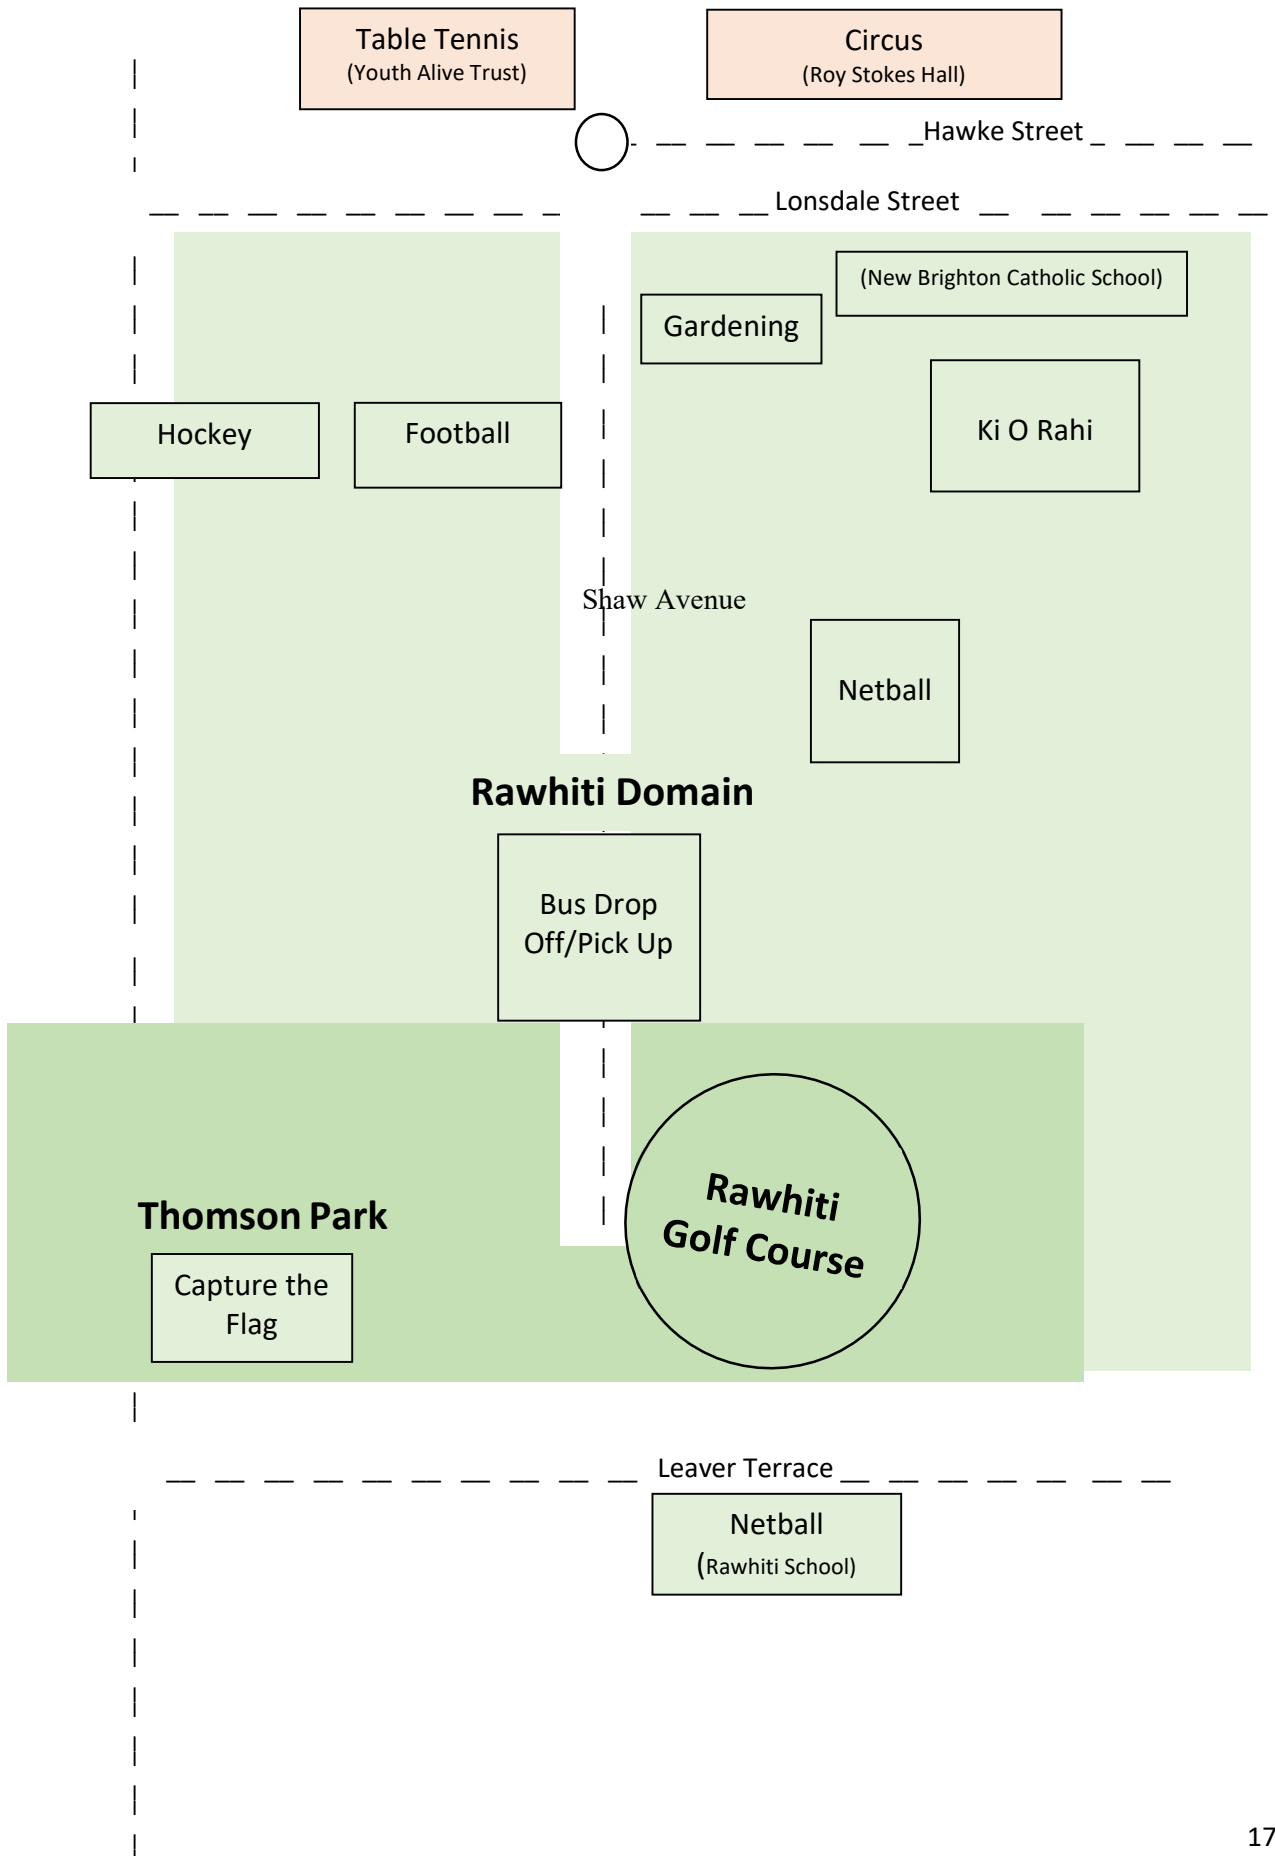 Table Tennis
(Youth Alive Trust)
Circus
(Roy Stokes Hall)
Hawke Street
Lonsdale Street
(New Brighton Catholic School)
Gardening
Hockey
Football
Ki O Rahi
Shaw Avenue
Netball
Rawhiti Domain
Bus Drop
Off/Pick Up
Rawhiti
Golf Course
Thomson Park
Capture the
Flag
Leaver Terrace
Netball
(Rawhiti School)
17